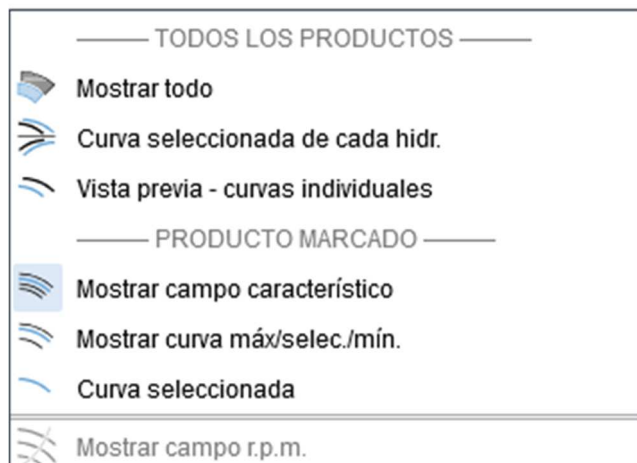 TODOS LOS PRODUCTOS
Mostrar todo
Curva seleccionada de cada hidr.
Vista previa - curvas individuales
PRODUCTO MARCADO
Mostrar campo característico
Mostrar curva máx/selec./mín.
Curva seleccionada
Mostrar campo r.p.m.